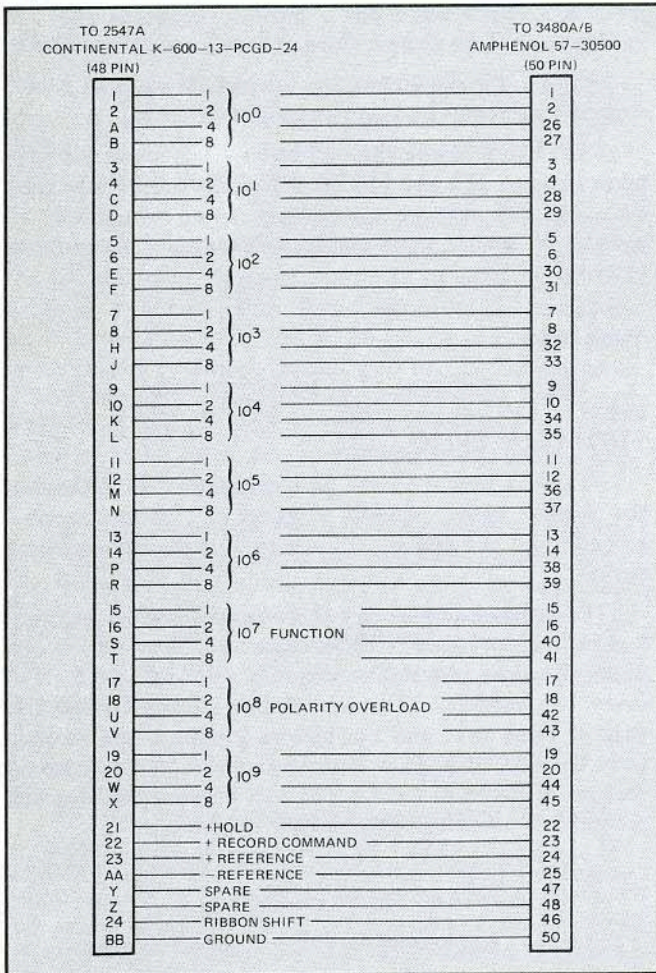 TO 2547A TO 3480A/B
CONTINENTAL K-600-13-PCGD-24 AMPHENOL 57-30500
(48 PIN) (50 PIN)
1 1 1
2 2 10⁰ 2
A 4 26
B 8 27
3 1 3
4 2 10¹ 4
C 4 28
D 8 29
5 1 5
6 2 10² 6
E 4 30
F 8 31
7 1 7
8 2 10³ 8
H 4 32
J 8 33
9 1 9
10 2 10⁴ 10
K 4 34
L 8 35
11 1 11
12 2 10⁵ 12
M 4 36
N 8 37
13 1 13
14 2 10⁶ 14
P 4 38
R 8 39
15 1 15
16 2 10⁷ FUNCTION 16
S 4 40
T 8 41
17 1 17
18 2 10⁸ POLARITY OVERLOAD 18
U 4 42
V 8 43
19 1 19
20 2 10⁹ 20
W 4 44
X 8 45
21 +HOLD 22
22 + RECORD COMMAND 23
23 + REFERENCE 24
AA -REFERENCE 25
Y SPARE 47
Z SPARE 48
24 RIBBON SHIFT 46
BB GROUND 50